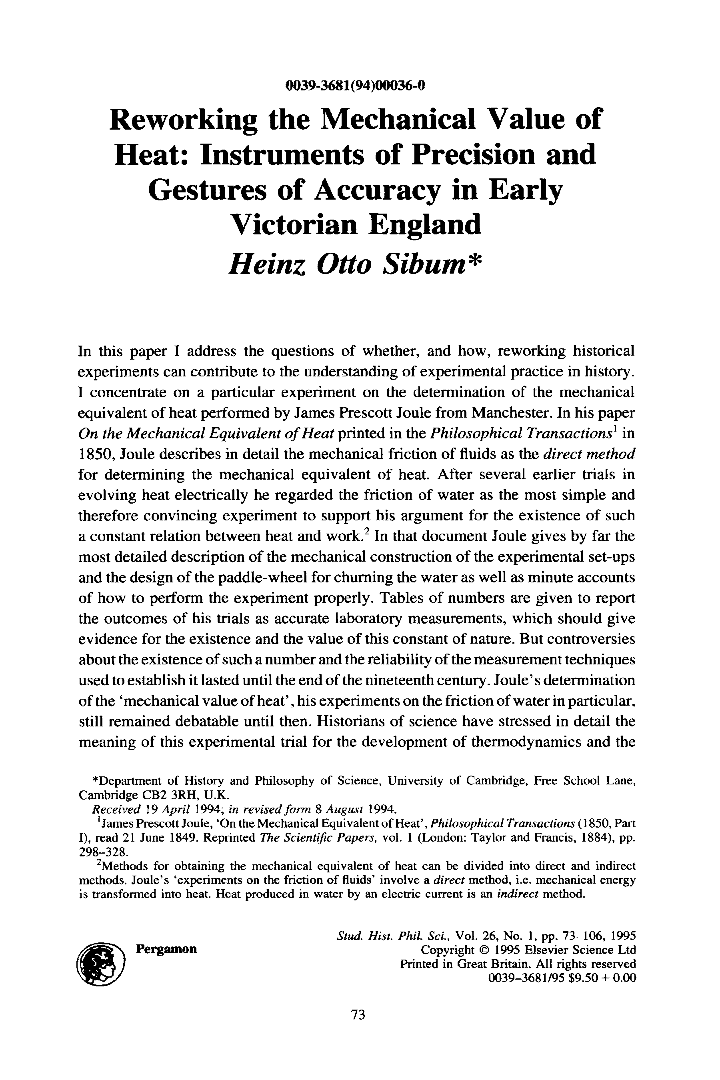 0039-3681(94)00036-0
Reworking the Mechanical Value of
Heat: Instruments of Precision and
Gestures of Accuracy in Early
Victorian England
Heinz Otto Sibum*
In this paper I address the questions of whether, and how, reworking historical
experiments can contribute to the understanding of experimental practice in history.
I concentrate on a particular experiment on the determination of the mechanical
equivalent of heat performed by James Prescott Joule from Manchester. In his paper
On the Mechanical Equivalent of Heat printed in the Philosophical Transactions¹ in
1850, Joule describes in detail the mechanical friction of fluids as the direct method
for determining the mechanical equivalent of heat. After several earlier trials in
evolving heat electrically he regarded the friction of water as the most simple and
therefore convincing experiment to support his argument for the existence of such
a constant relation between heat and work.² In that document Joule gives by far the
most detailed description of the mechanical construction of the experimental set-ups
and the design of the paddle-wheel for churning the water as well as minute accounts
of how to perform the experiment properly. Tables of numbers are given to report
the outcomes of his trials as accurate laboratory measurements, which should give
evidence for the existence and the value of this constant of nature. But controversies
about the existence of such a number and the reliability of the measurement techniques
used to establish it lasted until the end of the nineteenth century. Joule's determination
of the 'mechanical value of heat', his experiments on the friction of water in particular,
still remained debatable until then. Historians of science have stressed in detail the
meaning of this experimental trial for the development of thermodynamics and the
*Department of History and Philosophy of Science, University of Cambridge, Free School Lane,
Cambridge CB2 3RH, U.K.
Received 19 April 1994; in revised form 8 August 1994.
¹James Prescott Joule, 'On the Mechanical Equivalent of Heat', Philosophical Transactions (1850, Part
I), read 21 June 1849. Reprinted The Scientific Papers, vol. 1 (London: Taylor and Francis, 1884), pp.
298–328.
²Methods for obtaining the mechanical equivalent of heat can be divided into direct and indirect
methods. Joule's 'experiments on the friction of fluids' involve a direct method, i.e. mechanical energy
is transformed into heat. Heat produced in water by an electric current is an indirect method.
Stud. Hist. Phil. Sci., Vol. 26, No. 1, pp. 73–106, 1995
Pergamon
Copyright © 1995 Elsevier Science Ltd
Printed in Great Britain. All rights reserved
0039–3681/95 $9.50 + 0.00
73